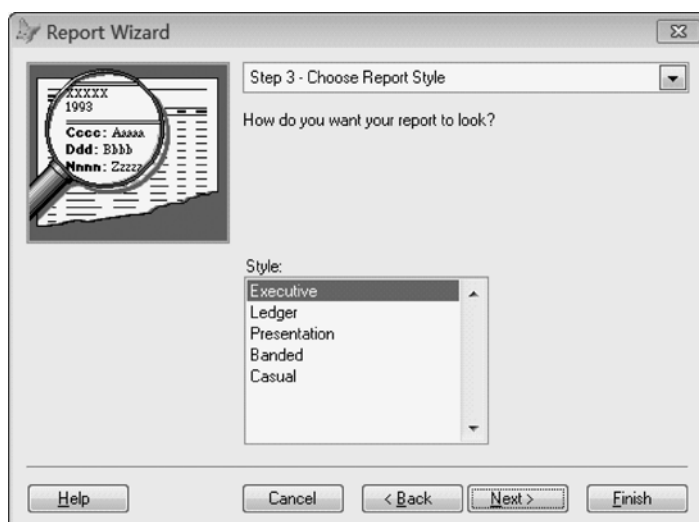 Report Wizard
XXXXX
1993
Cccc: Aaaaa
Ddd: Bbbb
Nnnn: Zzzzz
Step 3 - Choose Report Style
How do you want your report to look?
Style:
Executive
Ledger
Presentation
Banded
Casual
Help
Cancel
< Back
Next >
Finish